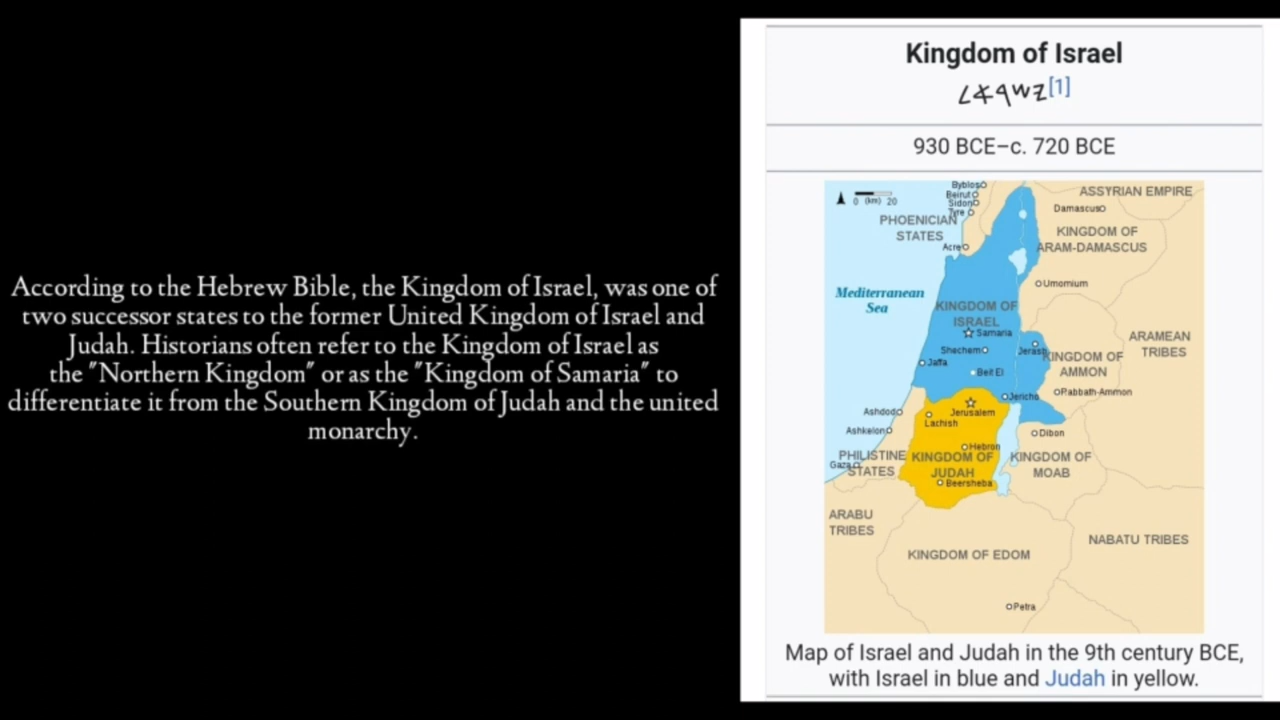 According to the Hebrew Bible, the Kingdom of Israel, was one of
two successor states to the former United Kingdom of Israel and
Judah. Historians often refer to the Kingdom of Israel as
the "Northern Kingdom" or as the "Kingdom of Samaria" to
differentiate it from the Southern Kingdom of Judah and the united
monarchy.
Kingdom of Israel
𐤉𐤔𐤓𐤀𐤋[1]
930 BCE–c. 720 BCE
0 (km) 20
Byblos
Beirut
Sidon
Tyre
ASSYRIAN EMPIRE
Damascus
PHOENICIAN
STATES
KINGDOM OF
ARAM-DAMASCUS
Acre
Umomium
Mediterranean
Sea
KINGDOM OF
ISRAEL
Samaria
Shechem
Jerash
ARAMEAN
TRIBES
KINGDOM OF
AMMON
Jaffa
Beit El
Rabbath-Ammon
Jericho
Ashdod
Jerusalem
Lachish
Ashkelon
Dibon
Hebron
PHILISTINE
STATES
Gaza
KINGDOM OF
JUDAH
KINGDOM OF
MOAB
Beersheba
ARABU
TRIBES
NABATU TRIBES
KINGDOM OF EDOM
Petra
Map of Israel and Judah in the 9th century BCE,
with Israel in blue and Judah in yellow.